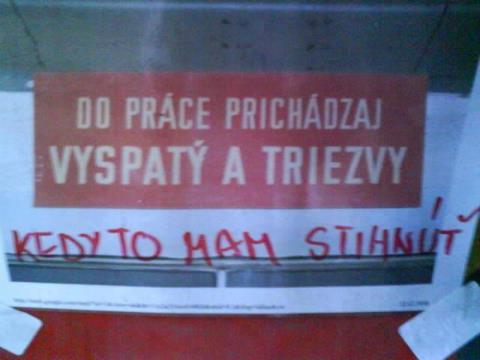 DO PRÁCE PRICHÁDZAJ
VYSPATÝ A TRIEZVY
KEDY TO MAM STIHNÚŤ